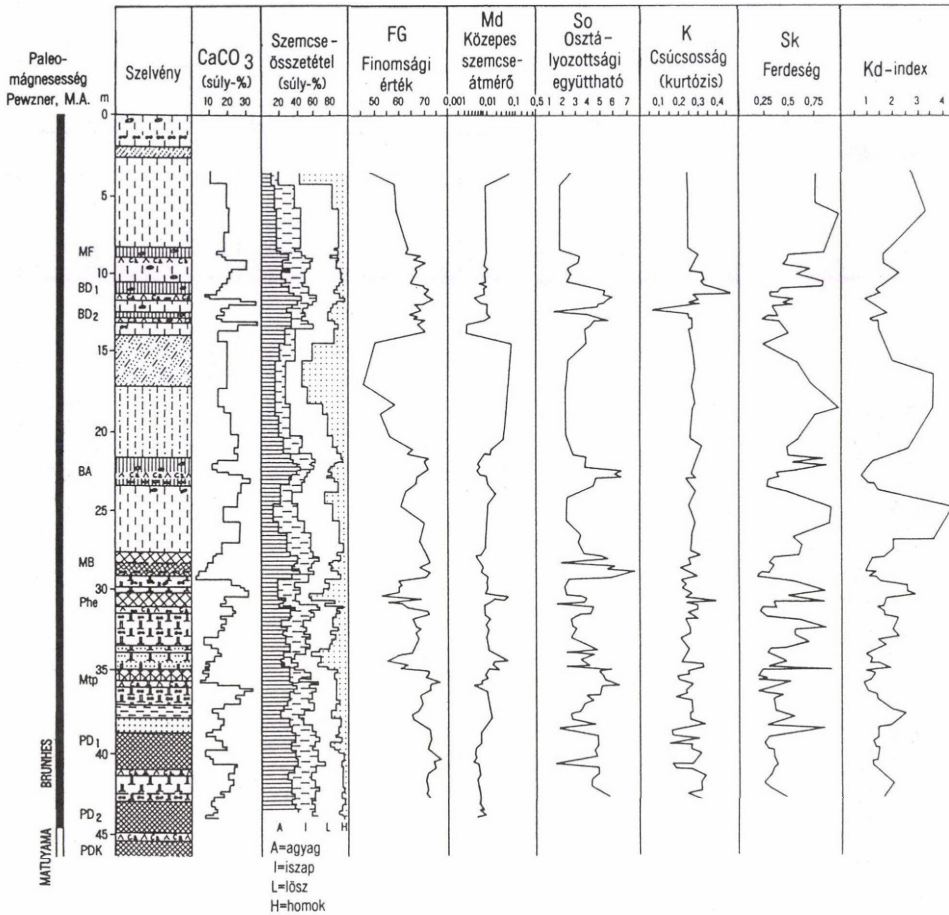 Paleo-
mágnesesség
Pewzner, M.A.
m
Szelvény
CaCO3
(súly-%)
10 20 30
Szemcse-
összetétel
(súly-%)
20 40 60 80
FG
Finomsági
érték
50 60 70
Md
Közepes
szemcse-
átmérő
0,001 0,01 0,1 0,5
So
Osztá-
lyozottsági
együttható
1 2 3 4 5 6 7
K
Csúcsosság
(kurtózis)
0,1 0,2 0,3 0,4
Sk
Ferdeség
0,25 0,5 0,75
Kd-index
1 2 3 4
0
5
MF
10
BD1
BD2
15
20
BA
25
MB
30
Phe
35
Mtp
PD1
40
PD2
45
PDK
BRUNHES
MATUYAMA
A I L H
A=agyag
I=iszap
L=lösz
H=homok